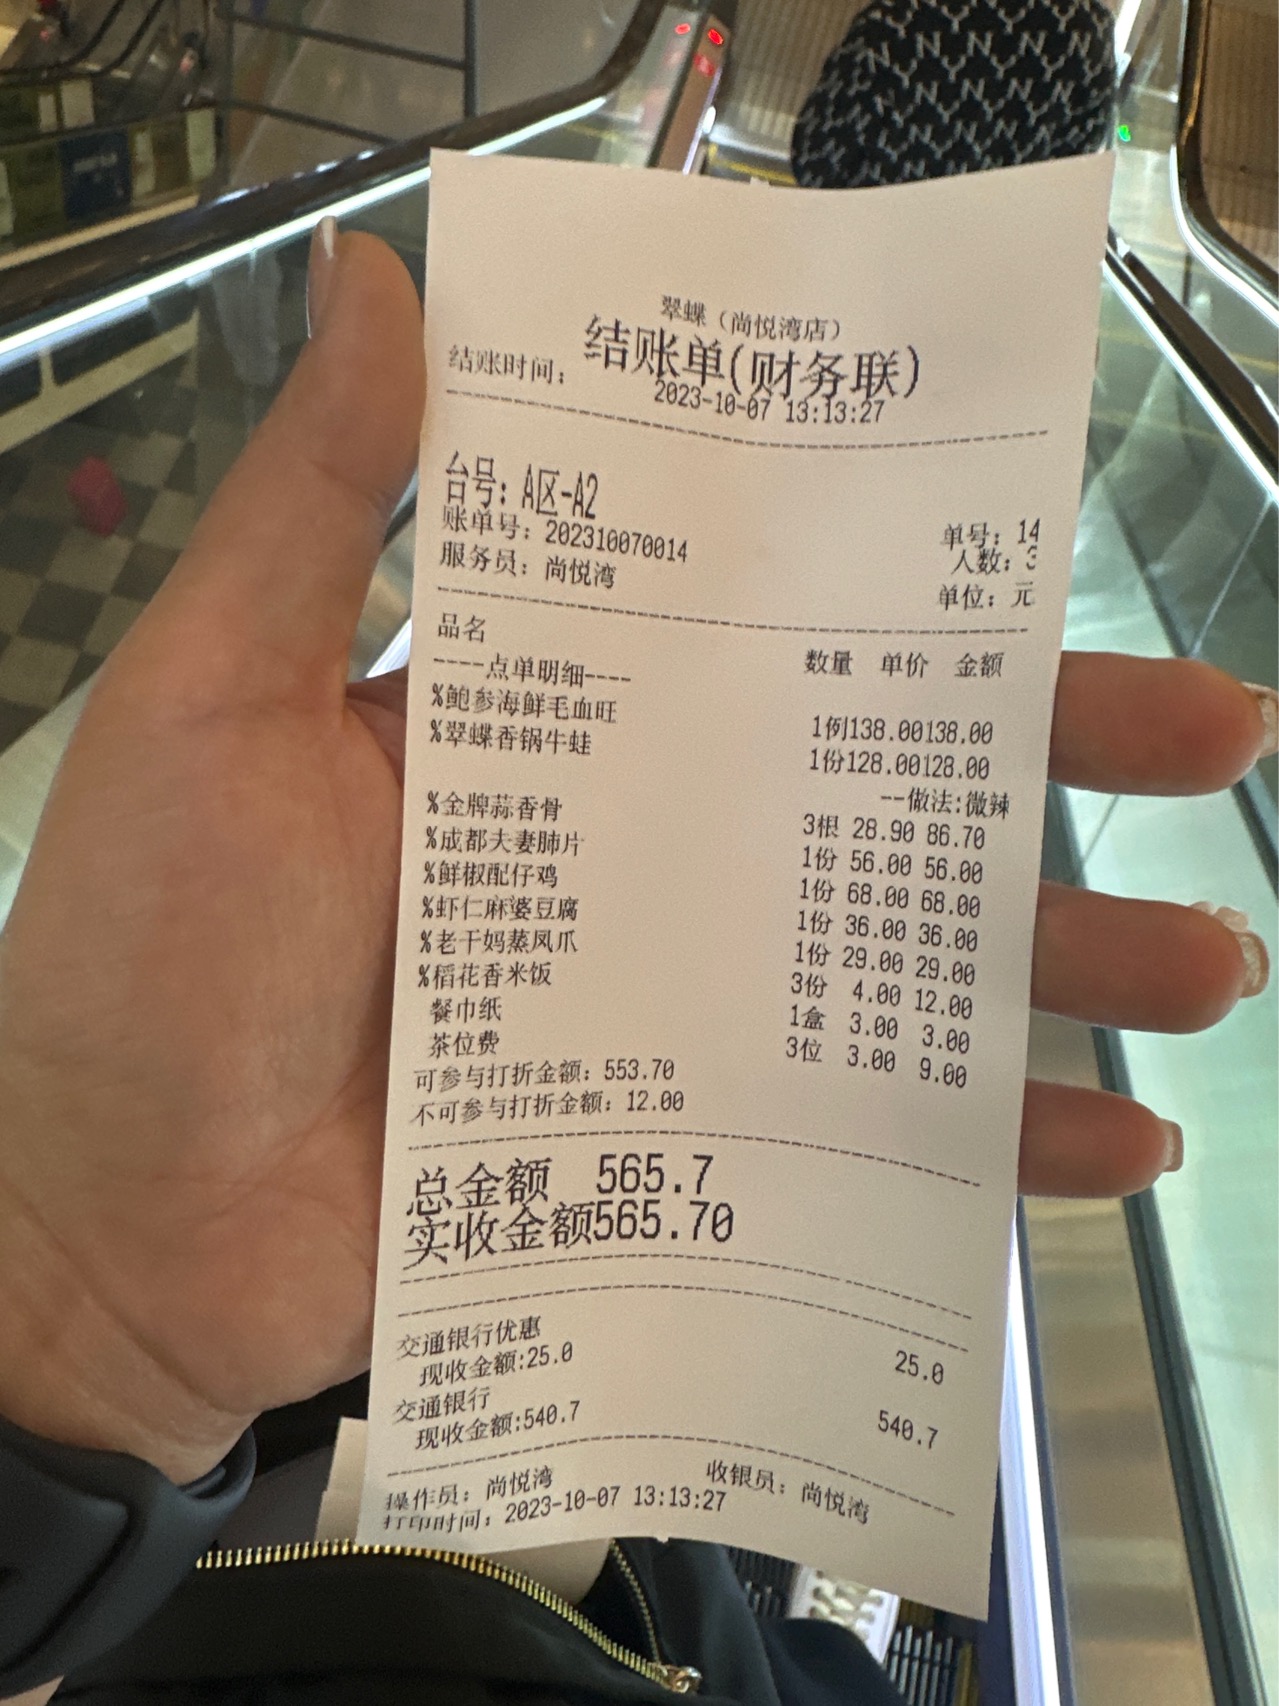 翠蝶（尚悦湾店）
结账单(财务联)
结账时间： 2023-10-07 13:13:27
台号：A区-A2
账单号：202310070014 单号：14
服务员：尚悦湾 人数：3
单位：元
品名 数量 单价 金额
----点单明细----
%鲍参海鲜毛血旺 1例138.00138.00
%翠蝶香锅牛蛙 1份128.00128.00
--做法:微辣
%金牌蒜香骨 3根 28.90 86.70
%成都夫妻肺片 1份 56.00 56.00
%鲜椒配仔鸡 1份 68.00 68.00
%虾仁麻婆豆腐 1份 36.00 36.00
%老干妈蒸凤爪 1份 29.00 29.00
%稻花香米饭 3份 4.00 12.00
餐巾纸 1盒 3.00 3.00
茶位费 3位 3.00 9.00
可参与打折金额：553.70
不可参与打折金额：12.00
总金额 565.7
实收金额565.70
交通银行优惠 25.0
现收金额:25.0
交通银行 540.7
现收金额:540.7
操作员：尚悦湾 收银员：尚悦湾
打印时间：2023-10-07 13:13:27